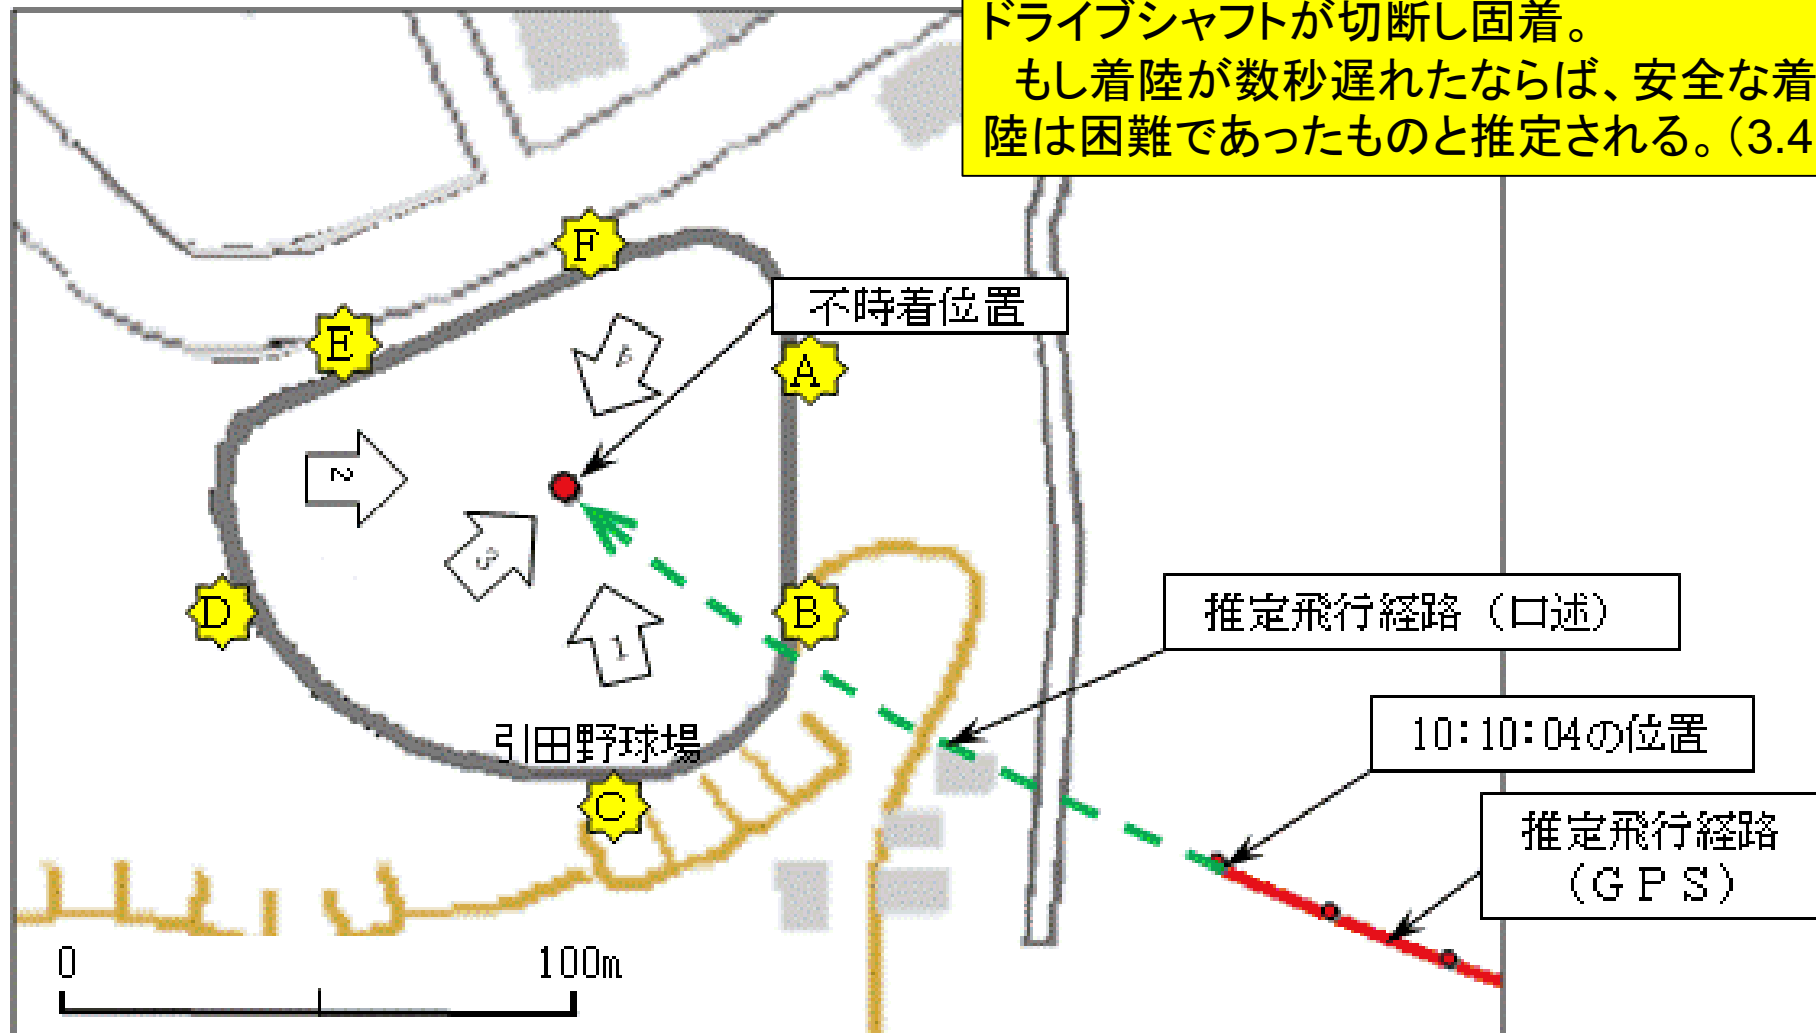 ドライブシャフトが切断し固着。
もし着陸が数秒遅れたならば、安全な着
陸は困難であったものと推定される。（3.4
F
不時着位置
E
A
2
3
D
B
1
推定飛行経路（口述）
引田野球場
10:10:04の位置
C
推定飛行経路
（ＧＰＳ）
0
100m